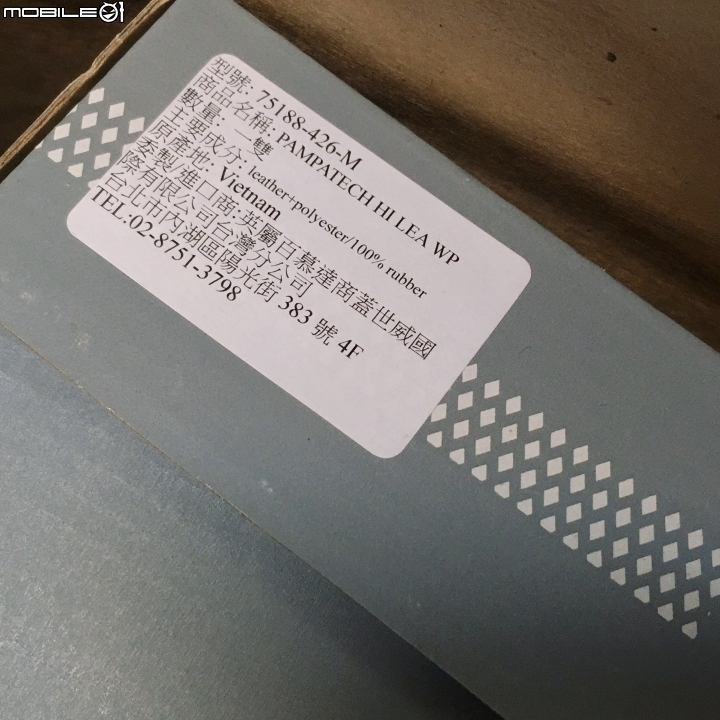 MOBILE01
型號: 75188-426-M
商品名稱: PAMPATECH HI LEA WP
數量: 一雙
主要成分: leather+polyester/100% rubber
原產地: Vietnam
委製/進口商:英屬百慕達商蓋世威國
際有限公司台灣分公司
台北市內湖區陽光街 383 號 4F
TEL:02-8751-3798